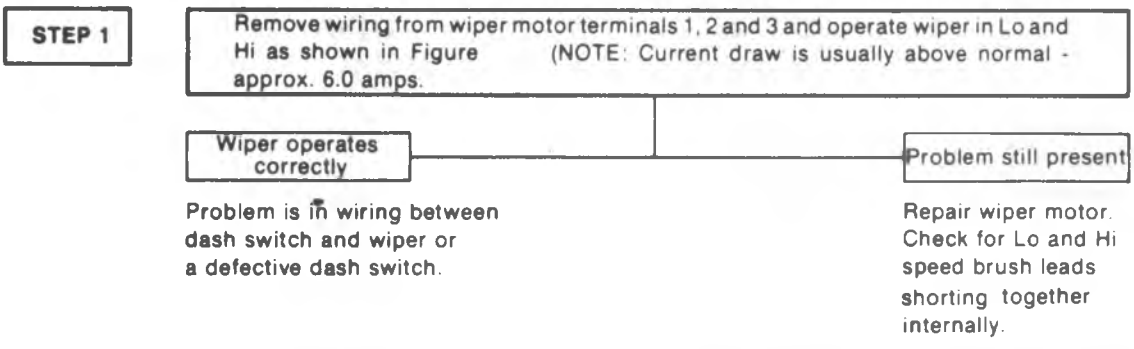 STEP 1
Remove wiring from wiper motor terminals 1, 2 and 3 and operate wiper in Lo and
Hi as shown in Figure (NOTE: Current draw is usually above normal -
approx. 6.0 amps.
Wiper operates
correctly
Problem is in wiring between
dash switch and wiper or
a defective dash switch.
Problem still present
Repair wiper motor.
Check for Lo and Hi
speed brush leads
shorting together
internally.